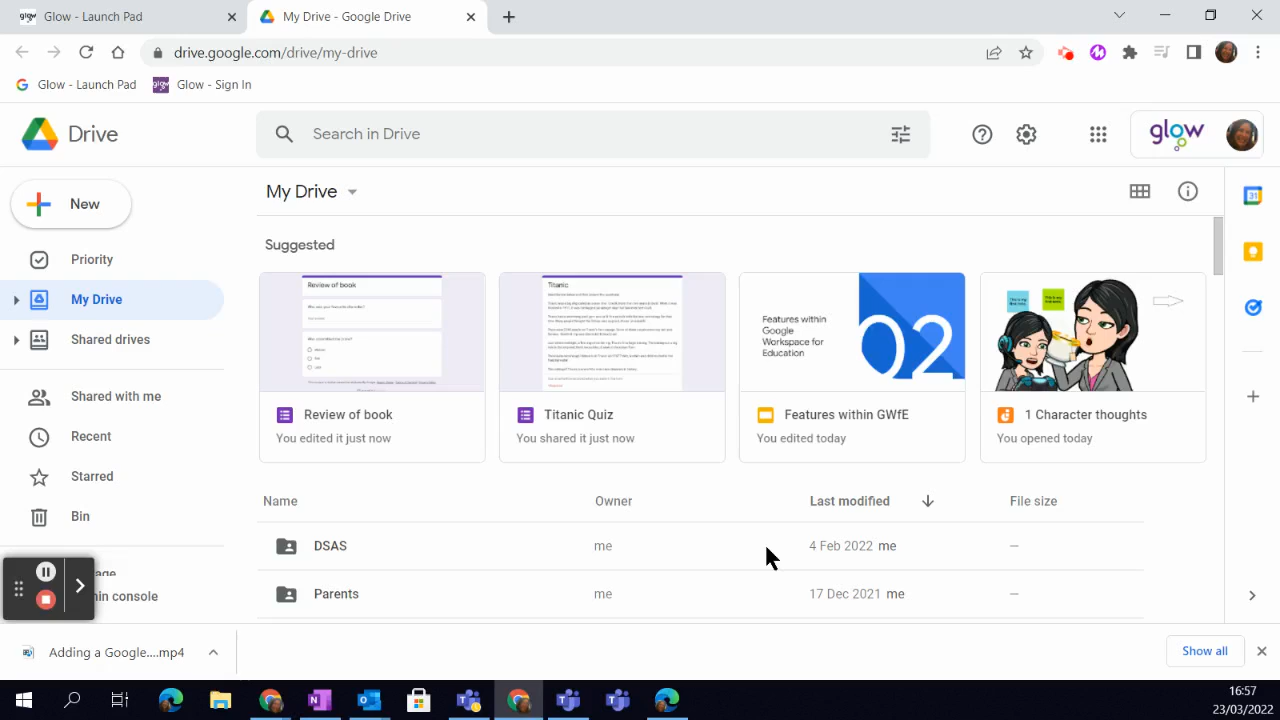 glow Glow - Launch Pad
My Drive - Google Drive
drive.google.com/drive/my-drive
Glow - Launch Pad
glow Glow - Sign In
Drive
Search in Drive
glow
New
My Drive
31
Priority
Suggested
My Drive
Shared drives
Shared with me
Recent
Starred
Bin
Review of book
Titanic
Features within
Google
Workspace for
Education
02
Review of book
You edited it just now
Titanic Quiz
You shared it just now
Features within GWfE
You edited today
1 Character thoughts
You opened today
Name Owner Last modified File size
DSAS me 4 Feb 2022 me –
Parents me 17 Dec 2021 me –
Adding a Google....mp4
Show all
16:57
23/03/2022